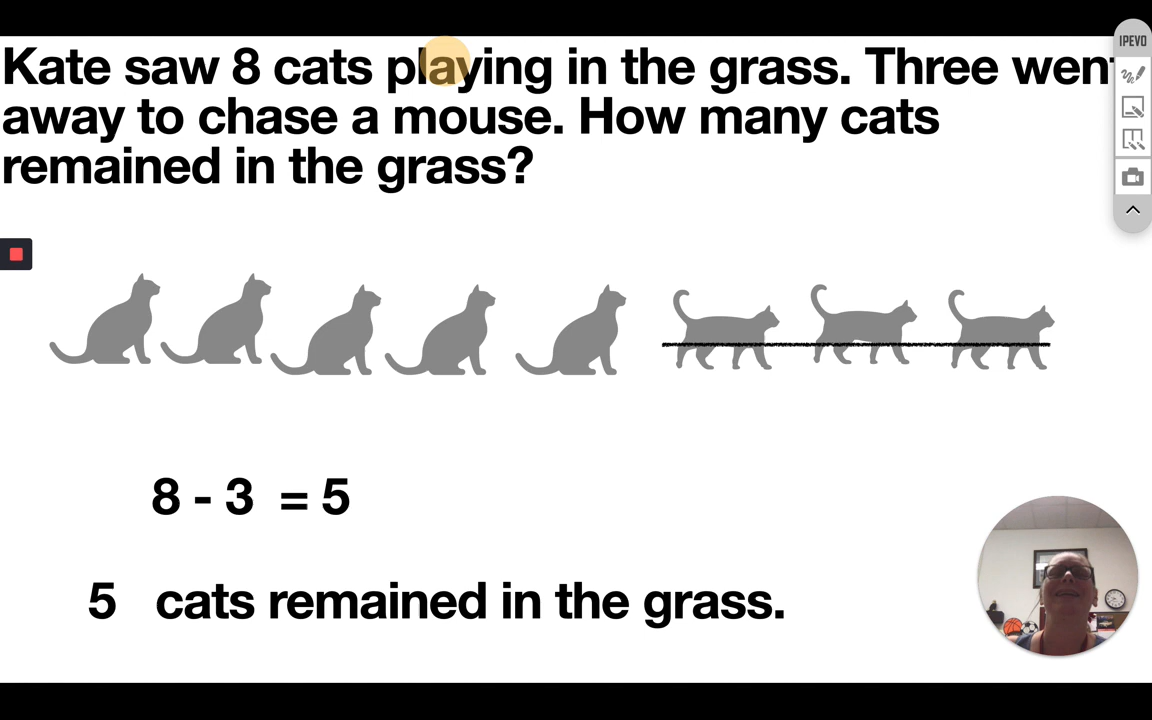 Kate saw 8 cats playing in the grass. Three went
away to chase a mouse. How many cats
remained in the grass?
IPEVO
8 - 3 = 5
5 cats remained in the grass.